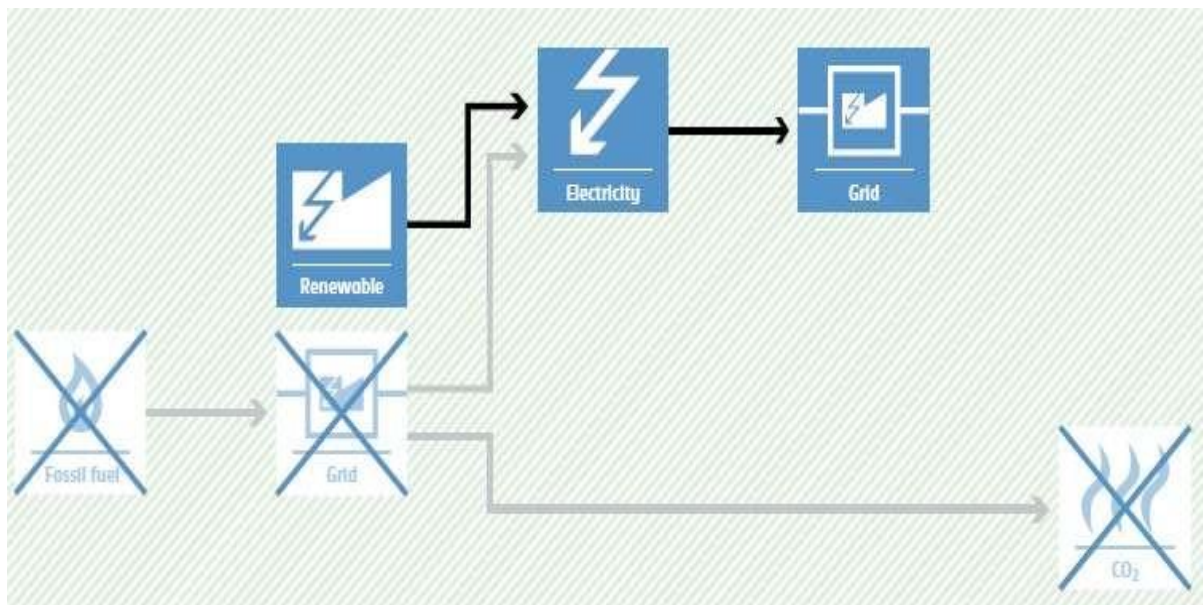 Electricity
Grid
Renewable
Fossil fuel
Grid
CO₂